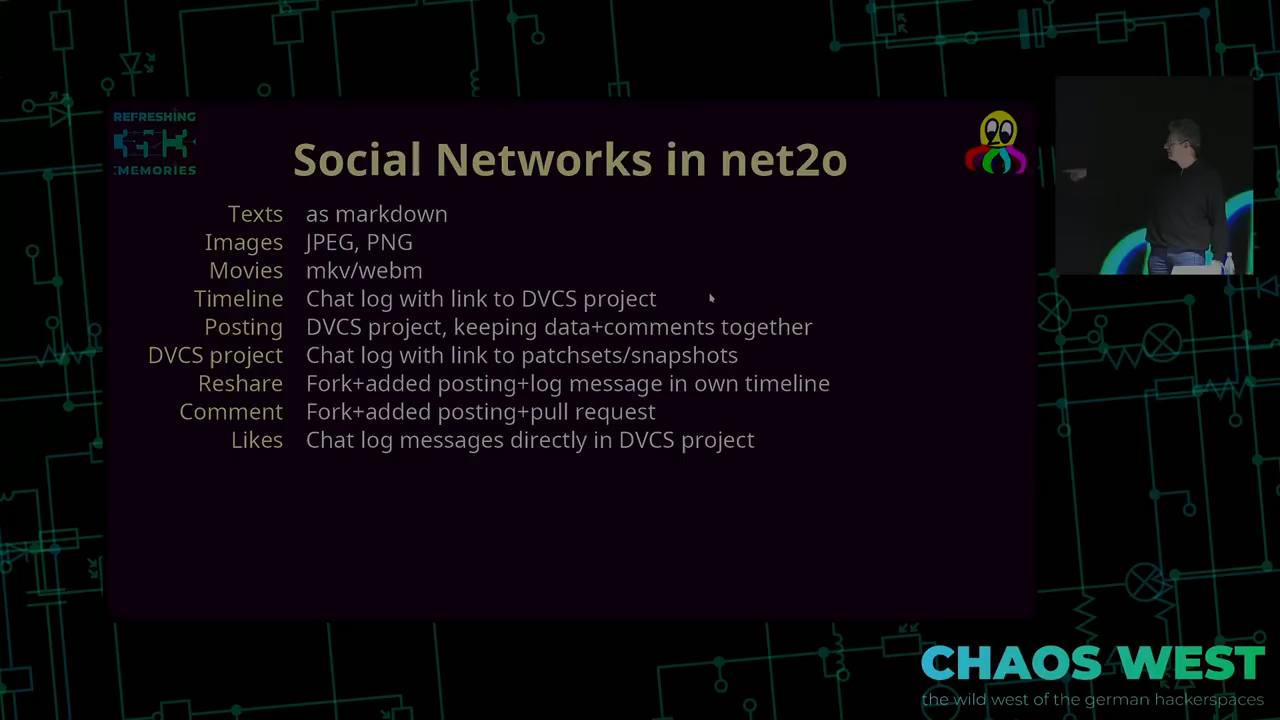 REFRESHING
:MEMORIES
Social Networks in net2o
Texts as markdown
Images JPEG, PNG
Movies mkv/webm
Timeline Chat log with link to DVCS project
Posting DVCS project, keeping data+comments together
DVCS project Chat log with link to patchsets/snapshots
Reshare Fork+added posting+log message in own timeline
Comment Fork+added posting+pull request
Likes Chat log messages directly in DVCS project
CHAOS WEST
the wild west of the german hackerspaces